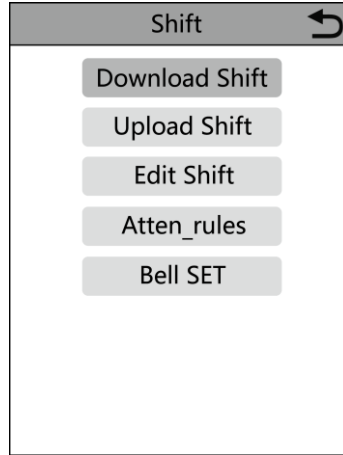 Shift
Download Shift
Upload Shift
Edit Shift
Atten_rules
Bell SET